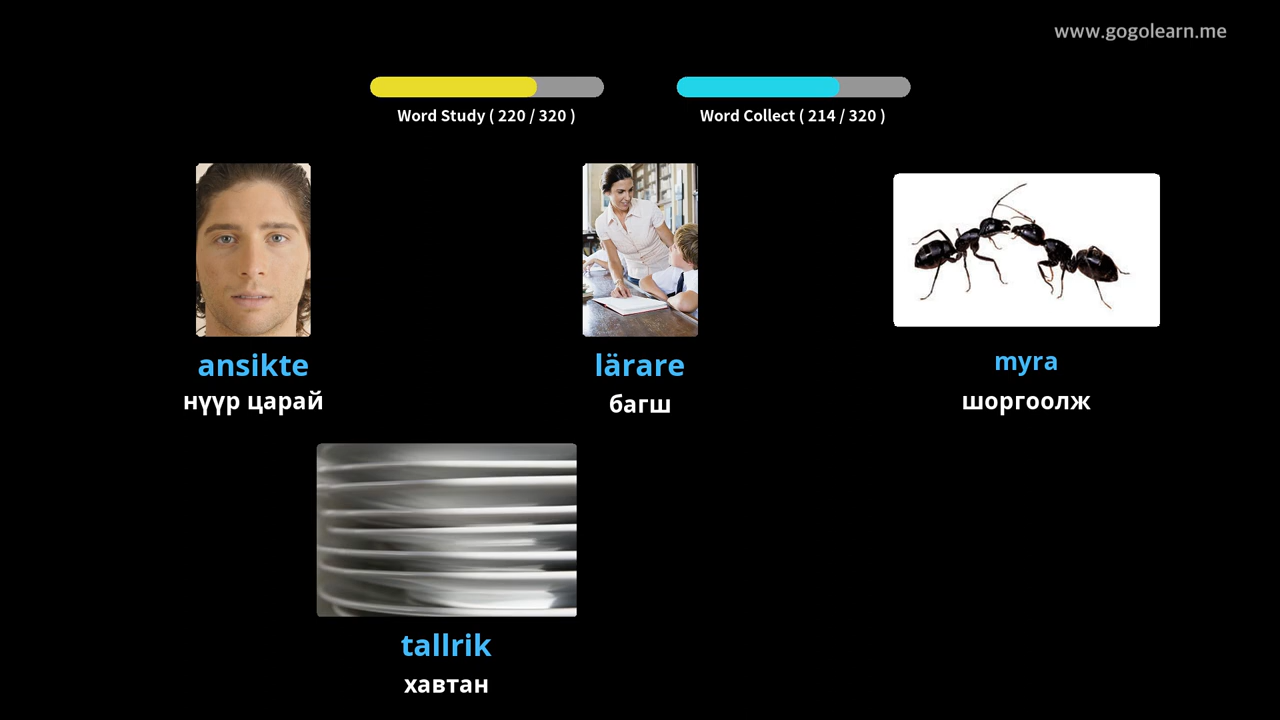 www.gogolearn.me
Word Study ( 220 / 320 )
Word Collect ( 214 / 320 )
ansikte
нүүр царай
lärare
багш
myra
шоргоолж
tallrik
хавтан